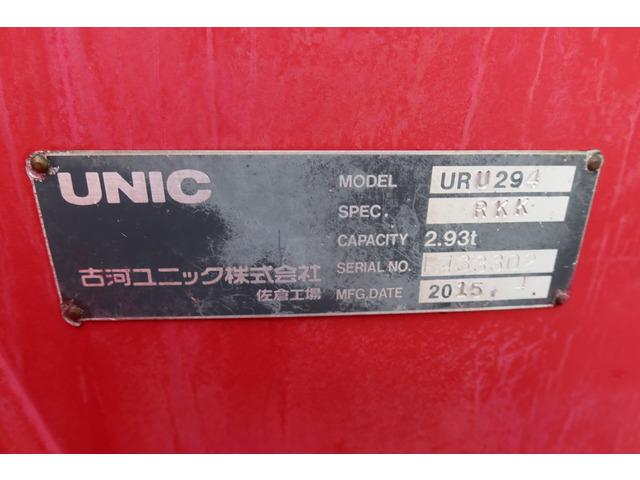 UNIC
古河ユニック株式会社
佐倉工場
MODEL URU294
SPEC. RKK
CAPACITY 2.93t
SERIAL NO.
MFG.DATE 2015. 1.